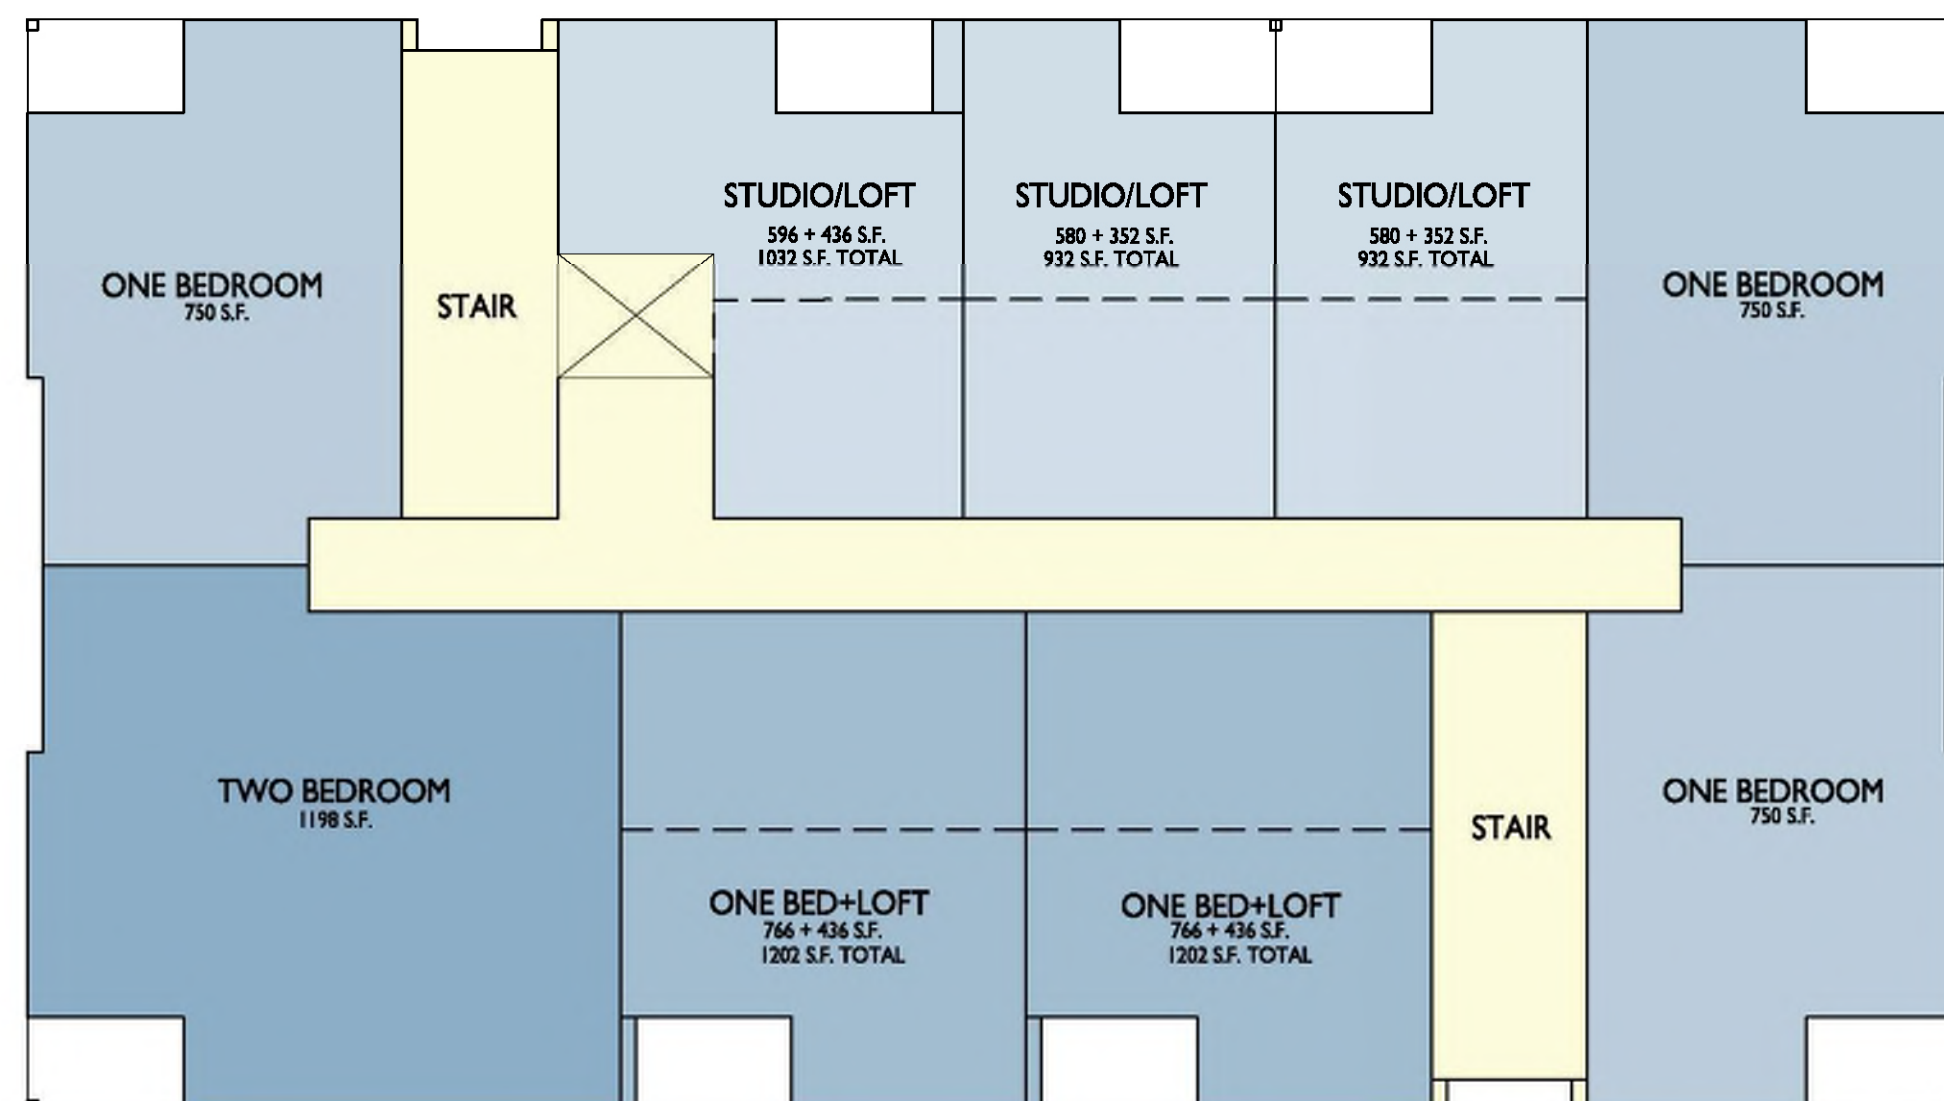 STUDIO/LOFT
596 + 436 S.F.
1032 S.F. TOTAL
STUDIO/LOFT
580 + 352 S.F.
932 S.F. TOTAL
STUDIO/LOFT
580 + 352 S.F.
932 S.F. TOTAL
ONE BEDROOM
750 S.F.
STAIR
ONE BEDROOM
750 S.F.
TWO BEDROOM
1198 S.F.
ONE BED+LOFT
766 + 436 S.F.
1202 S.F. TOTAL
ONE BED+LOFT
766 + 436 S.F.
1202 S.F. TOTAL
STAIR
ONE BEDROOM
750 S.F.